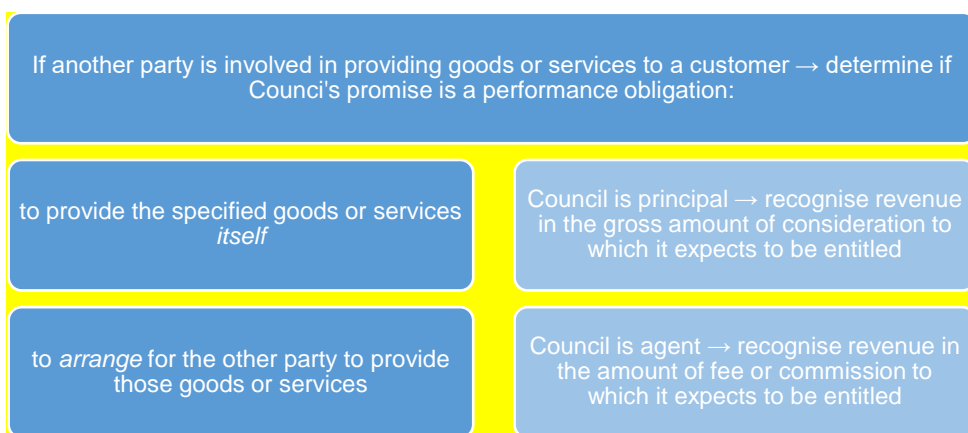 If another party is involved in providing goods or services to a customer → determine if
Counci's promise is a performance obligation:
to provide the specified goods or services
itself
Council is principal → recognise revenue
in the gross amount of consideration to
which it expects to be entitled
to arrange for the other party to provide
those goods or services
Council is agent → recognise revenue in
the amount of fee or commission to
which it expects to be entitled